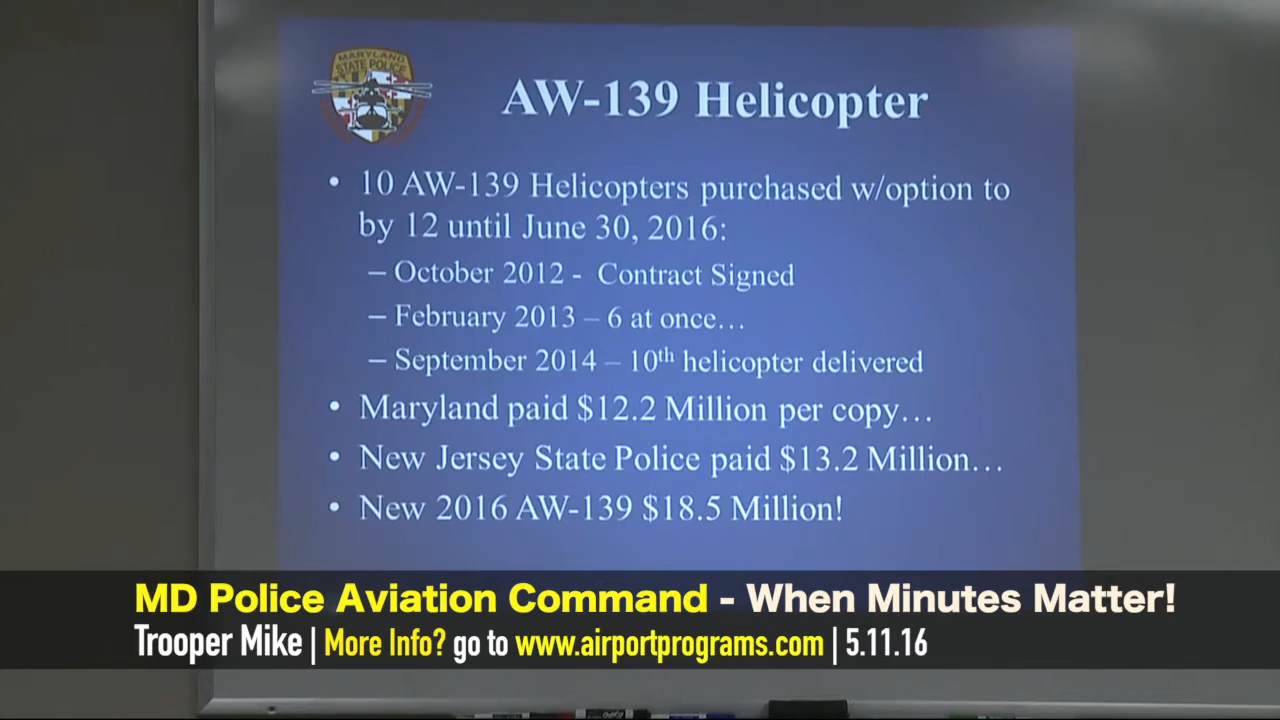 MARYLAND
STATE POLICE
AW-139 Helicopter
• 10 AW-139 Helicopters purchased w/option to
by 12 until June 30, 2016:
– October 2012 - Contract Signed
– February 2013 – 6 at once…
– September 2014 – 10th helicopter delivered
• Maryland paid $12.2 Million per copy…
• New Jersey State Police paid $13.2 Million…
• New 2016 AW-139 $18.5 Million!
MD Police Aviation Command - When Minutes Matter!
Trooper Mike | More Info? go to www.airportprograms.com | 5.11.16